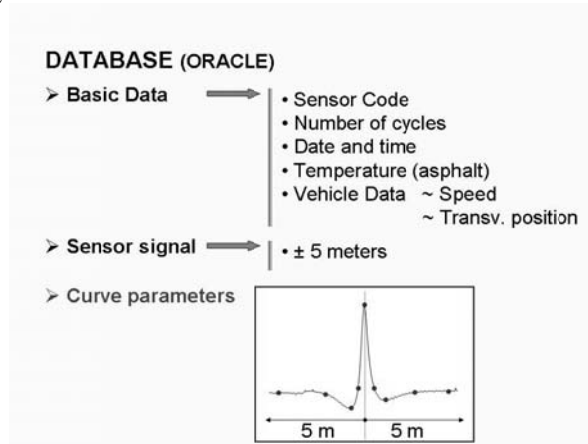 DATABASE (ORACLE)
➢ Basic Data
• Sensor Code
• Number of cycles
• Date and time
• Temperature (asphalt)
• Vehicle Data ~ Speed
~ Transv. position
➢ Sensor signal
• ± 5 meters
➢ Curve parameters
5 m 5 m